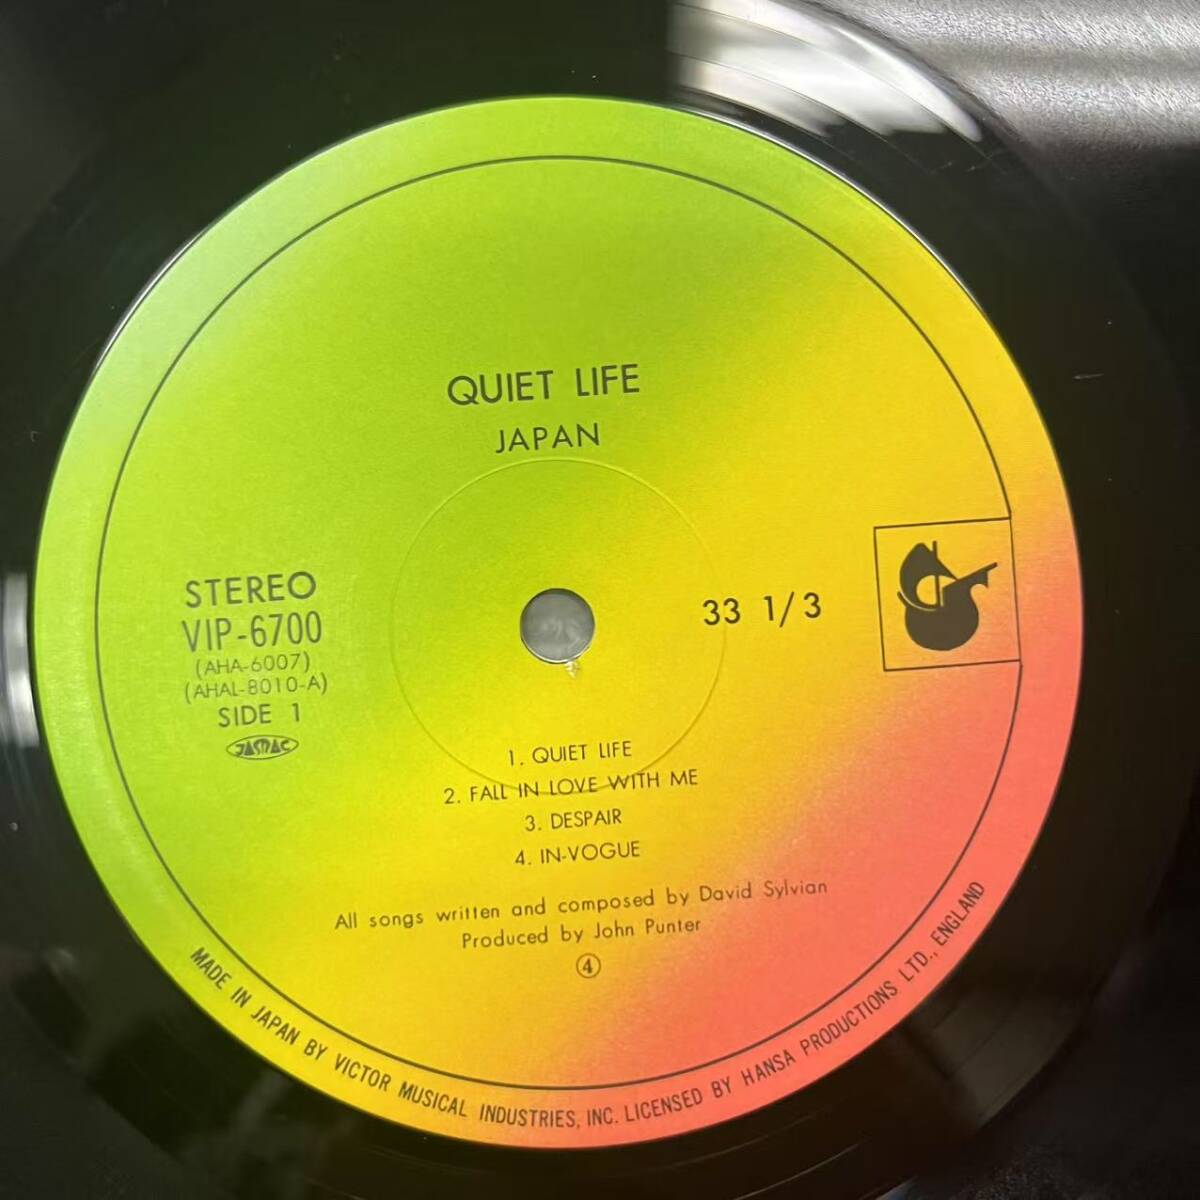 QUIET LIFE
JAPAN
STEREO
VIP-6700
(AHA-6007)
(AHAL-8010-A)
SIDE 1
JASRAC
33 1/3
1. QUIET LIFE
2. FALL IN LOVE WITH ME
3. DESPAIR
4. IN-VOGUE
All songs written and composed by David Sylvian
Produced by John Punter
④
MADE IN JAPAN BY VICTOR MUSICAL INDUSTRIES, INC. LICENSED BY HANSA PRODUCTIONS LTD., ENGLAND